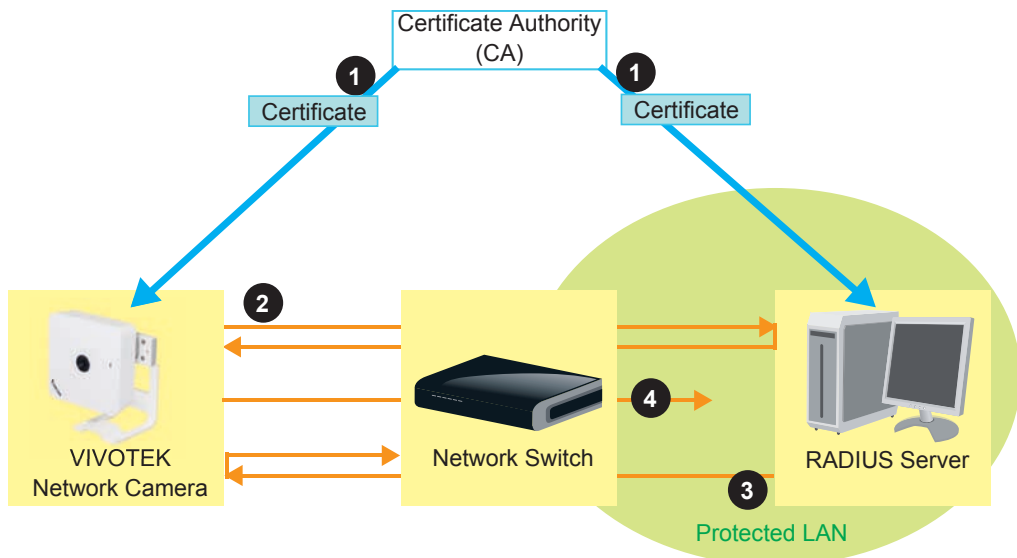 Certificate Authority
(CA)
1
1
Certificate
Certificate
2
4
VIVOTEK
Network Camera
Network Switch
RADIUS Server
3
Protected LAN